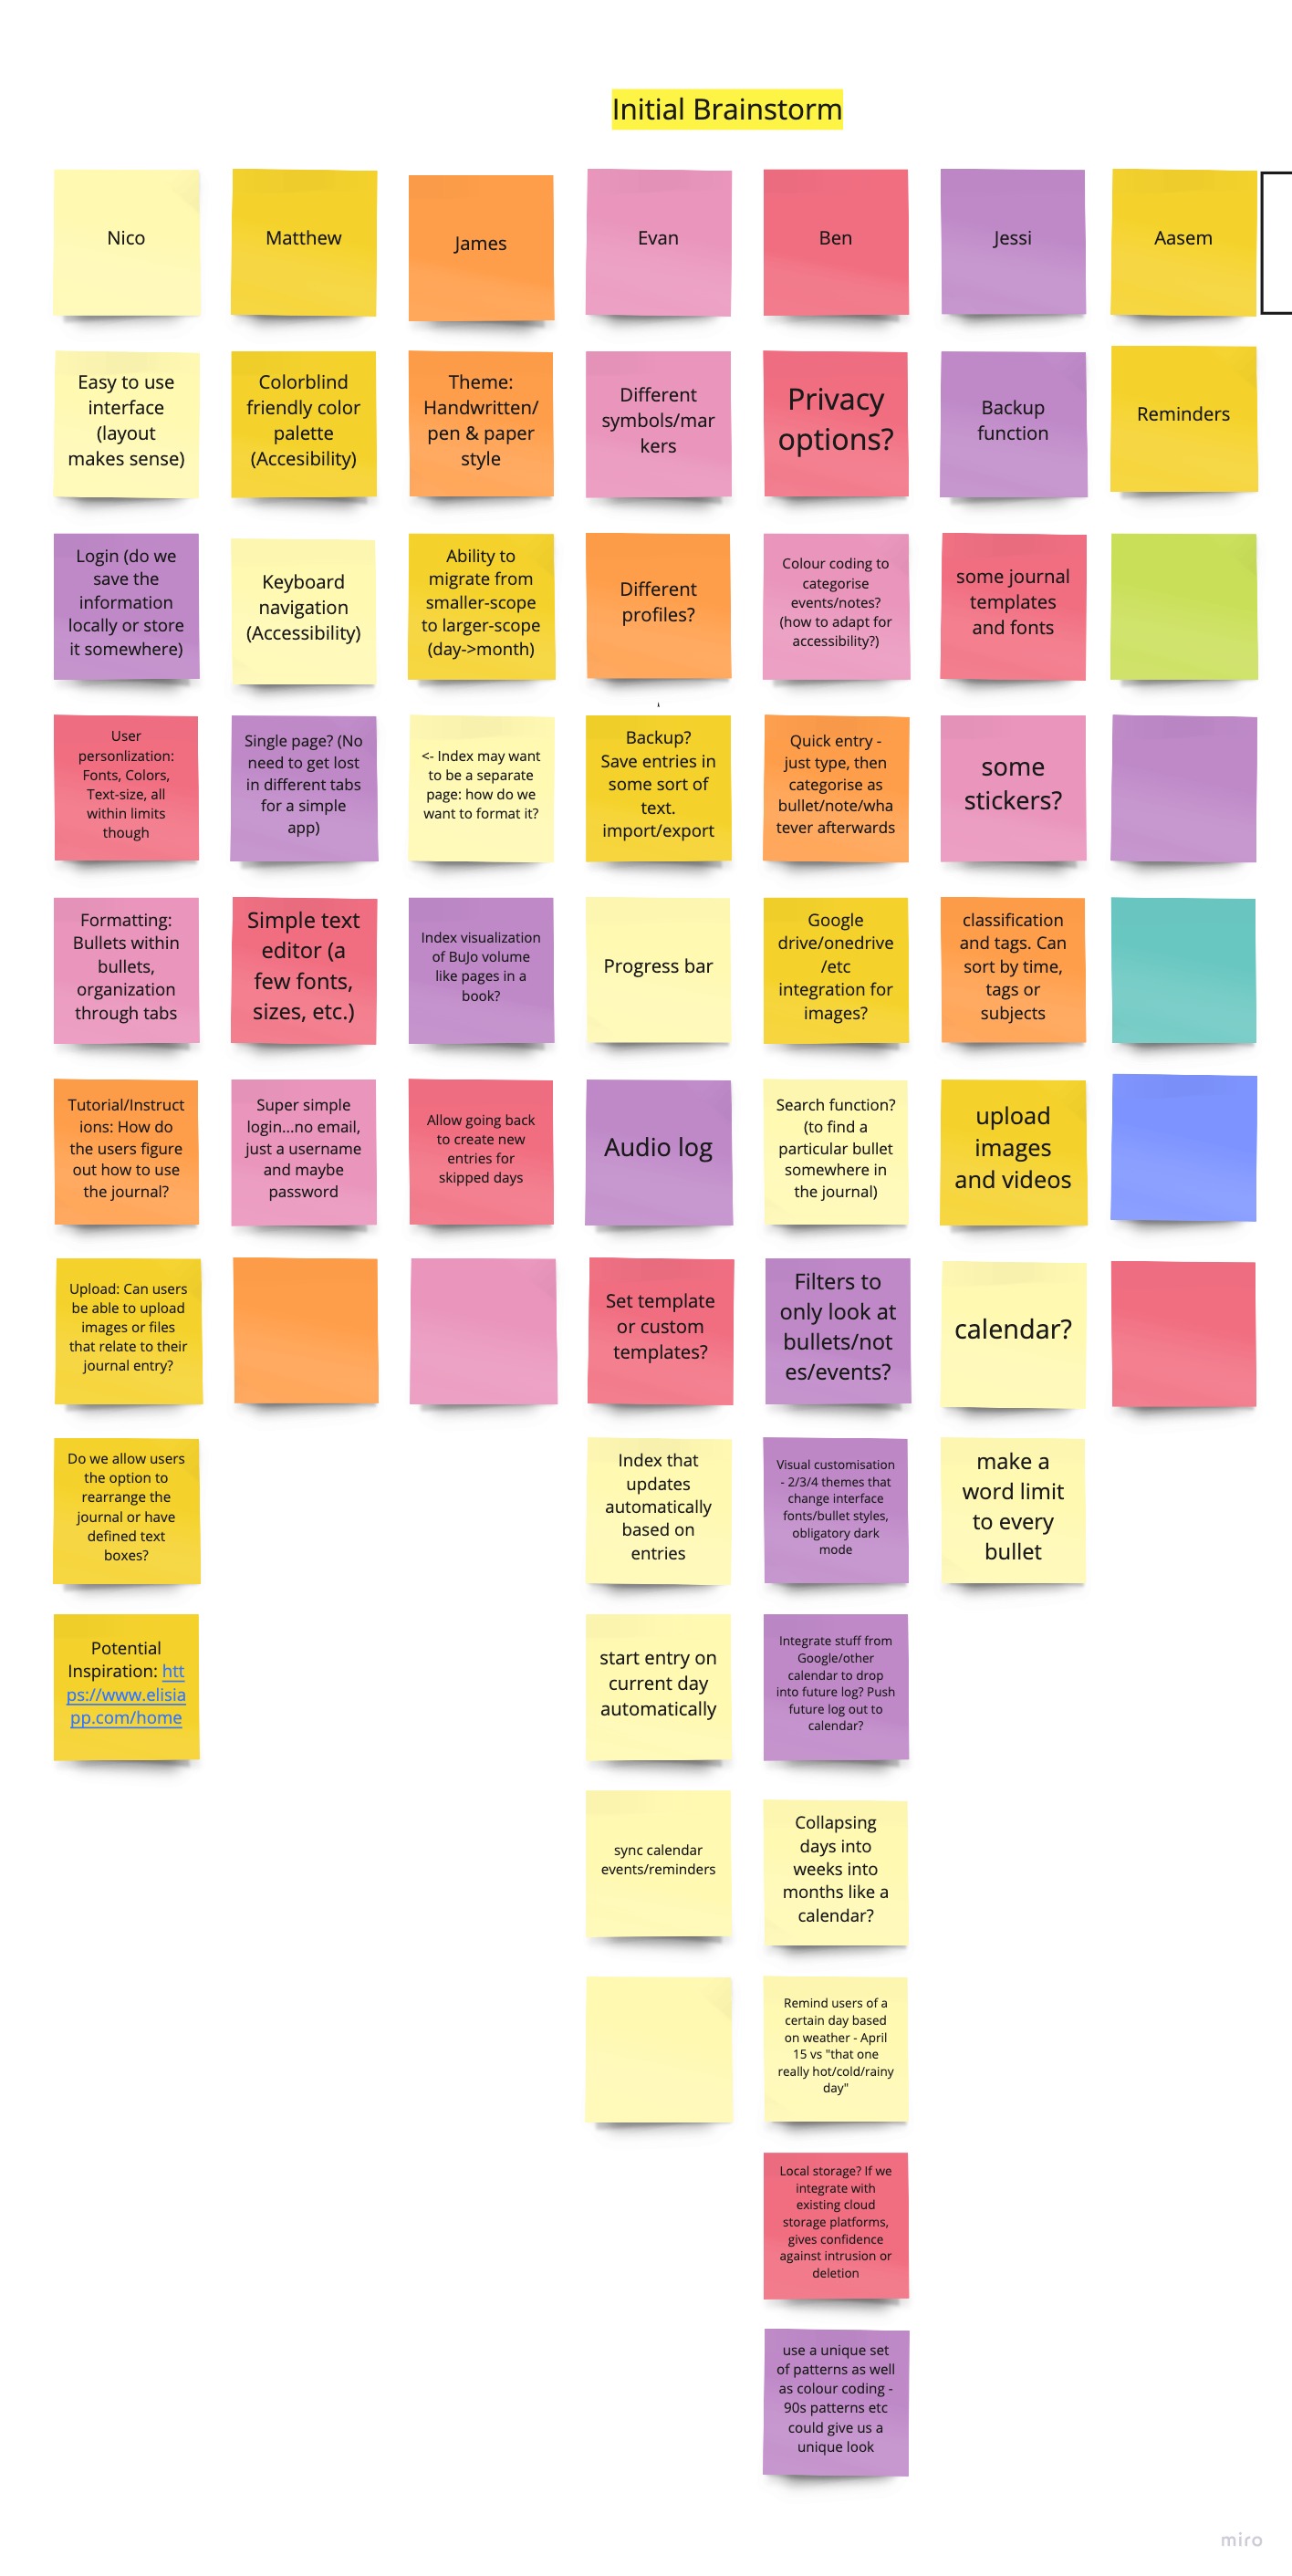 Initial Brainstorm
Nico
Matthew
James
Evan
Ben
Jessi
Aasem
Easy to use
interface
(layout
makes sense)
Colorblind
friendly color
palette
(Accesibility)
Theme:
Handwritten/
pen & paper
style
Different
symbols/mar
kers
Privacy
options?
Backup
function
Reminders
Login (do we
save the
information
locally or store
it somewhere)
Keyboard
navigation
(Accessibility)
Ability to
migrate from
smaller-scope
to larger-scope
(day->month)
Different
profiles?
Colour coding to
categorise
events/notes?
(how to adapt for
accessibility?)
some journal
templates
and fonts
User
personlization:
Fonts, Colors,
Text-size, all
within limits
though
Single page? (No
need to get lost
in different tabs
for a simple
app)
<- Index may want
to be a separate
page: how do we
want to format it?
Backup?
Save entries in
some sort of
text.
import/export
Quick entry -
just type, then
categorise as
bullet/note/wha
tever afterwards
some
stickers?
Formatting:
Bullets within
bullets,
organization
through tabs
Simple text
editor (a
few fonts,
sizes, etc.)
Index visualization
of BuJo volume
like pages in a
book?
Progress bar
Google
drive/onedrive
/etc
integration for
images?
classification
and tags. Can
sort by time,
tags or
subjects
Tutorial/Instruct
ions: How do
the users figure
out how to use
the journal?
Super simple
login...no email,
just a username
and maybe
password
Allow going back
to create new
entries for
skipped days
Audio log
Search function?
(to find a
particular bullet
somewhere in
the journal)
upload
images
and videos
Upload: Can users
be able to upload
images or files
that relate to their
journal entry?
Set template
or custom
templates?
Filters to
only look at
bullets/not
es/events?
calendar?
Do we allow users
the option to
rearrange the
journal or have
defined text
boxes?
Index that
updates
automatically
based on
entries
Visual customisation
- 2/3/4 themes that
change interface
fonts/bullet styles,
obligatory dark
mode
make a
word limit
to every
bullet
Potential
Inspiration: htt
ps://www.elisia
pp.com/home
start entry on
current day
automatically
Integrate stuff from
Google/other
calendar to drop
into future log? Push
future log out to
calendar?
sync calendar
events/reminders
Collapsing
days into
weeks into
months like a
calendar?
Remind users of a
certain day based
on weather - April
15 vs "that one
really hot/cold/rainy
day"
Local storage? If we
integrate with
existing cloud
storage platforms,
gives confidence
against intrusion or
deletion
use a unique set
of patterns as well
as colour coding -
90s patterns etc
could give us a
unique look
miro